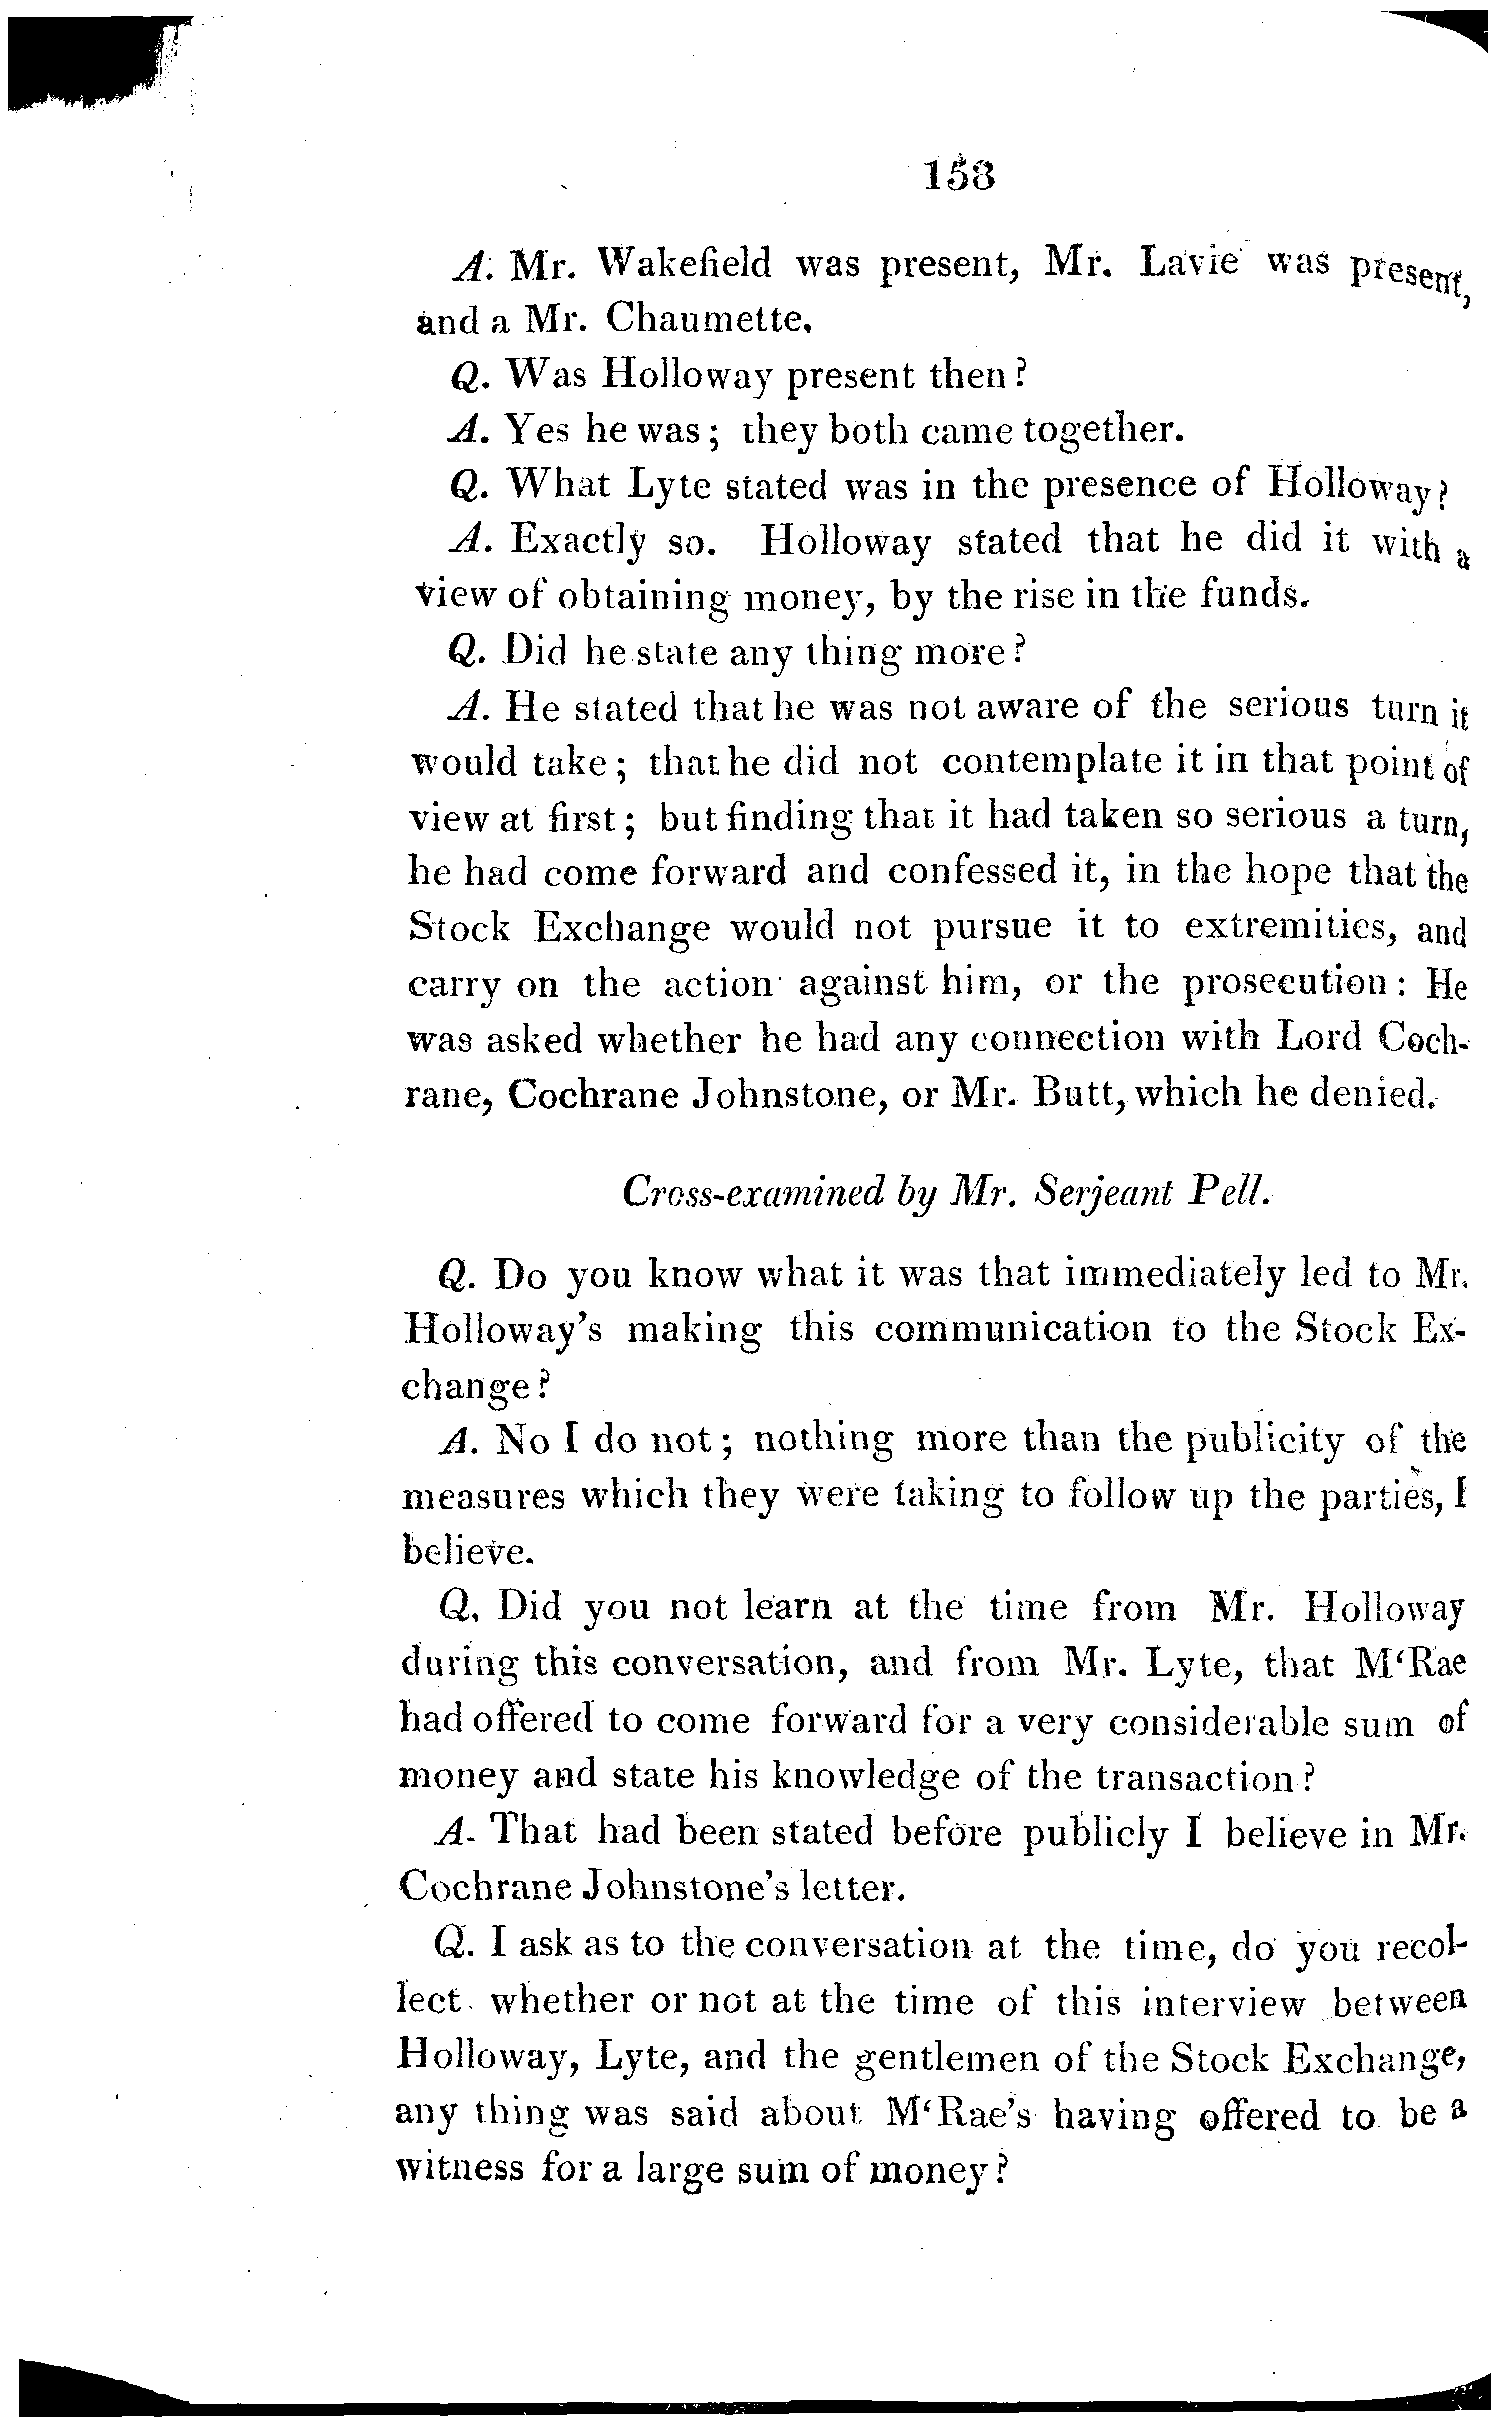 153
A. Mr. Wakefield was present, Mr. Lavie was present,
and a Mr. Chaumette.
Q. Was Holloway present then?
A. Yes he was; they both came together.
Q. What Lyte stated was in the presence of Holloway?
A. Exactly so. Holloway stated that he did it with a
view of obtaining money, by the rise in the funds.
Q. Did he state any thing more?
A. He stated that he was not aware of the serious turn it
would take; that he did not contemplate it in that point of
view at first; but finding that it had taken so serious a turn,
he had come forward and confessed it, in the hope that the
Stock Exchange would not pursue it to extremities, and
carry on the action against him, or the prosecution: He
was asked whether he had any connection with Lord Coch-
rane, Cochrane Johnstone, or Mr. Butt, which he denied.
Cross-examined by Mr. Serjeant Pell.
Q. Do you know what it was that immediately led to Mr.
Holloway's making this communication to the Stock Ex-
change?
A. No I do not; nothing more than the publicity of the
measures which they were taking to follow up the parties, I
believe.
Q. Did you not learn at the time from Mr. Holloway
during this conversation, and from Mr. Lyte, that M‘Rae
had offered to come forward for a very considerable sum of
money and state his knowledge of the transaction?
A. That had been stated before publicly I believe in Mr.
Cochrane Johnstone's letter.
Q. I ask as to the conversation at the time, do you recol-
lect whether or not at the time of this interview between
Holloway, Lyte, and the gentlemen of the Stock Exchange,
any thing was said about M‘Rae's having offered to be a
witness for a large sum of money?